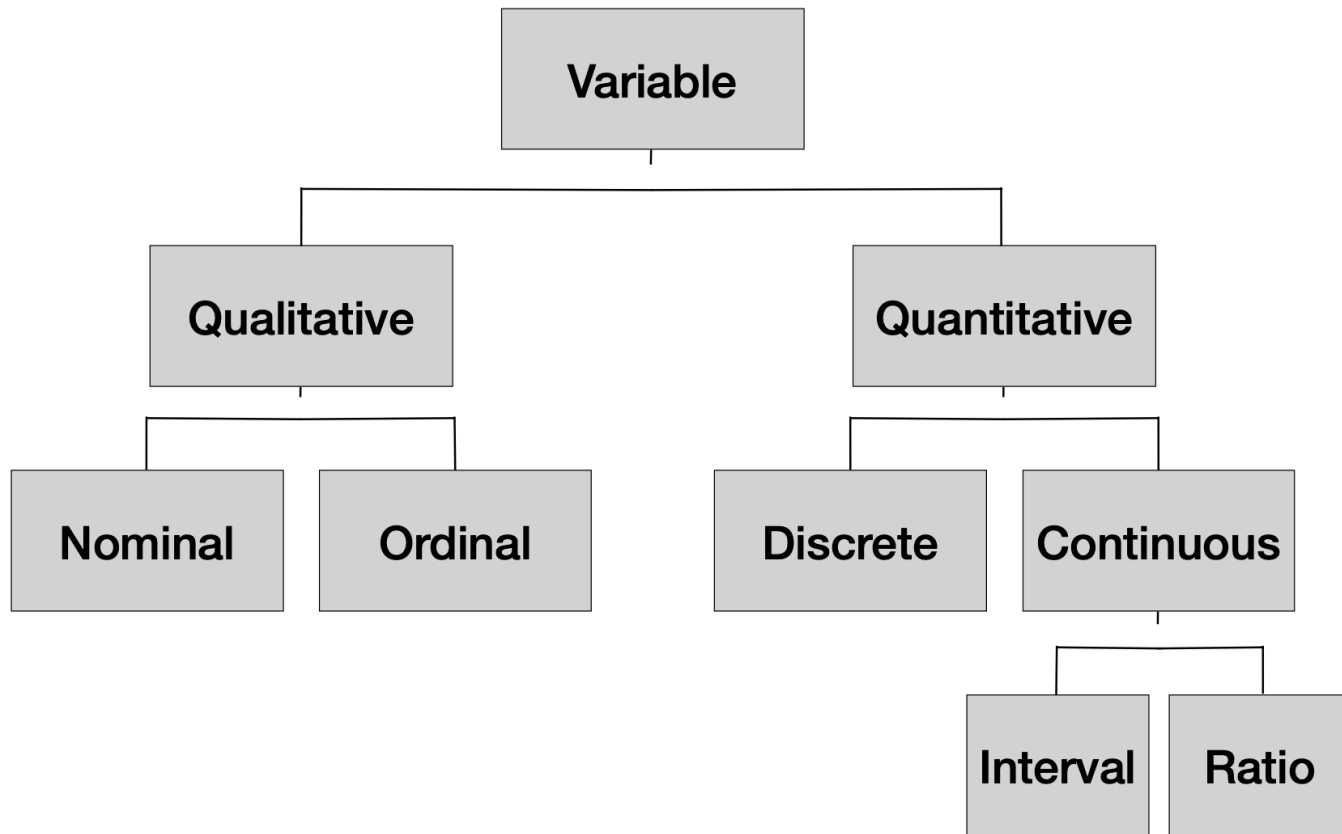 Variable
Qualitative
Quantitative
Nominal
Ordinal
Discrete
Continuous
Interval
Ratio